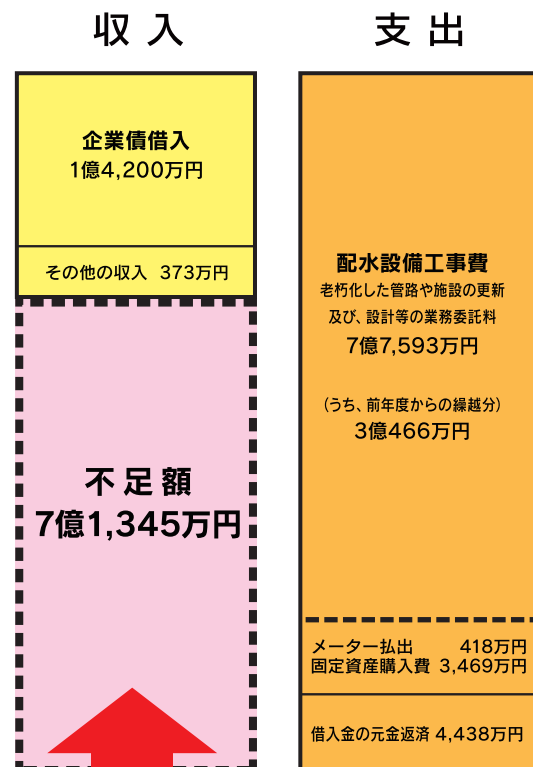 収入
企業債借入
1億4,200万円
その他の収入 373万円
不足額
7億1,345万円
支出
配水設備工事費
老朽化した管路や施設の更新
及び、設計等の業務委託料
7億7,593万円
(うち、前年度からの繰越分)
3億466万円
メーター払出 418万円
固定資産購入費 3,469万円
借入金の元金返済 4,438万円